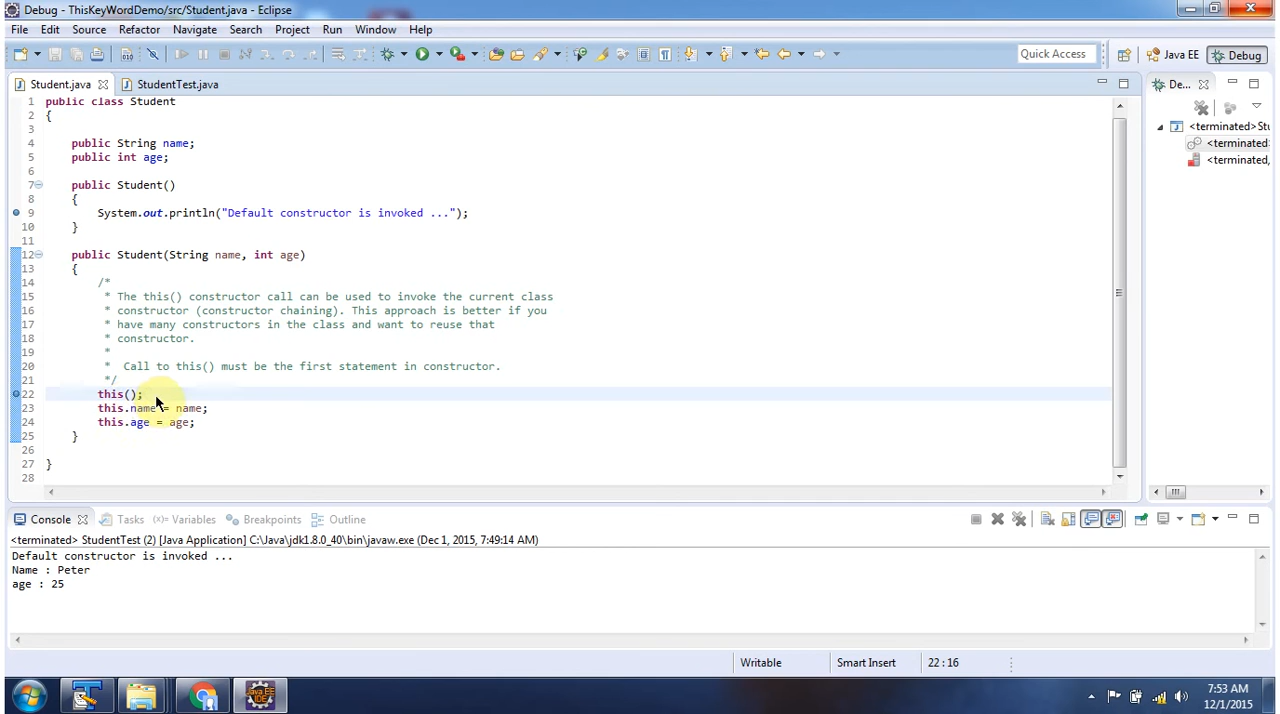 Debug - ThisKeyWordDemo/src/Student.java - Eclipse
File Edit Source Refactor Navigate Search Project Run Window Help
Quick Access Java EE Debug
Student.java StudentTest.java De...
1 public class Student
2 {
3
4 public String name;
5 public int age;
6
7 public Student()
8 {
9 System.out.println("Default constructor is invoked ...");
10 }
11
12 public Student(String name, int age)
13 {
14 /*
15 * The this() constructor call can be used to invoke the current class
16 * constructor (constructor chaining). This approach is better if you
17 * have many constructors in the class and want to reuse that
18 * constructor.
19 *
20 * Call to this() must be the first statement in constructor.
21 */
22 this();
23 this.name = name;
24 this.age = age;
25 }
26
27 }
28
<terminated>Stu
<terminated>
<terminated,
Console Tasks (x)= Variables Breakpoints Outline
<terminated> StudentTest (2) [Java Application] C:\Java\jdk1.8.0_40\bin\javaw.exe (Dec 1, 2015, 7:49:14 AM)
Default constructor is invoked ...
Name : Peter
age : 25
Writable Smart Insert 22 : 16
Java EE IDE
7:53 AM
12/1/2015